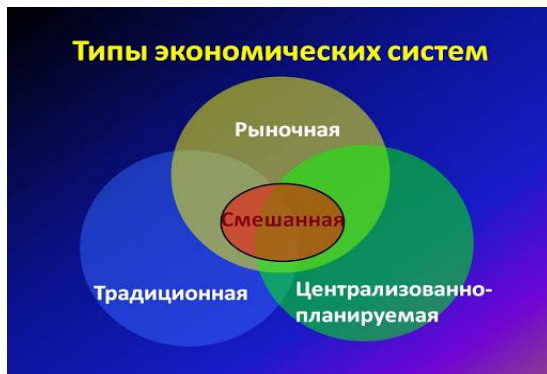 Типы экономических систем
Рыночная
Смешанная
Традиционная
Централизованно-
планируемая